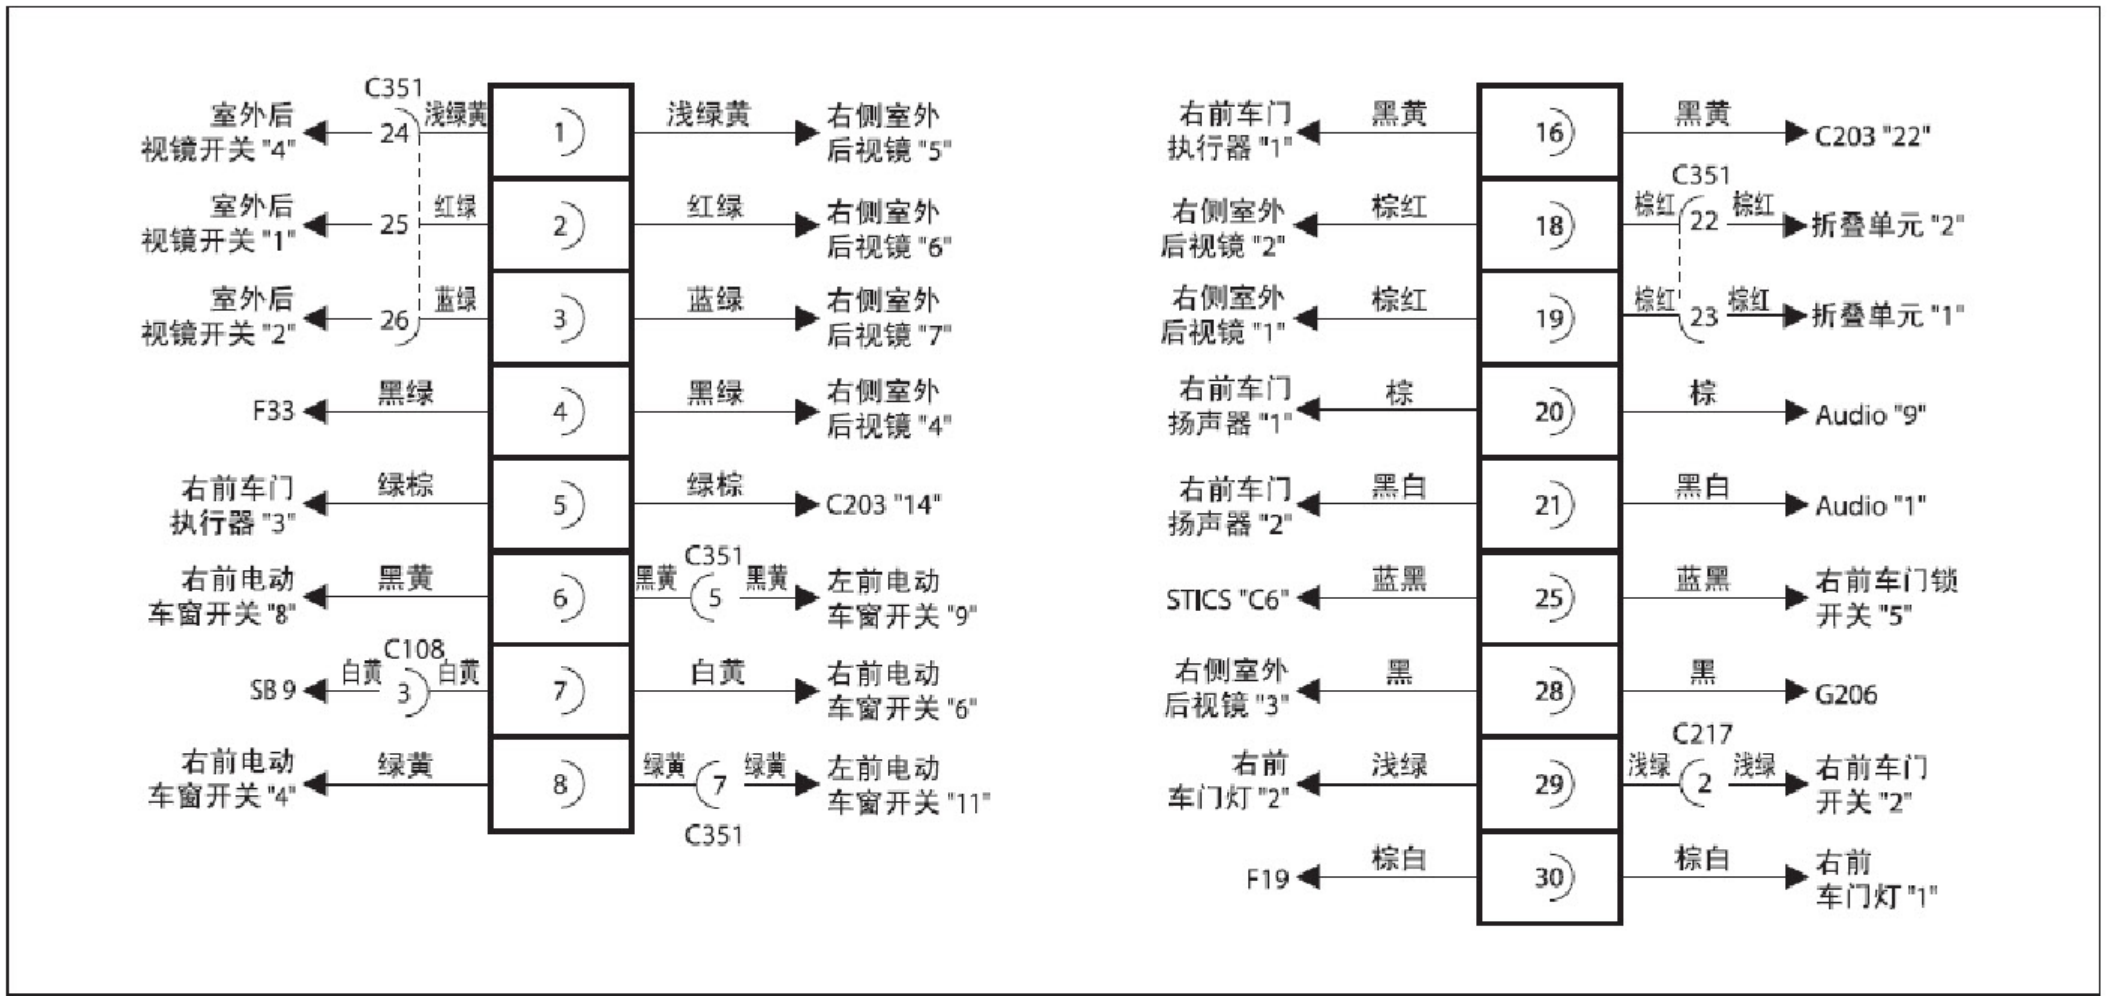 C351
室外后
视镜开关 "4"
24
浅绿黄
1
浅绿黄
右侧室外
后视镜 "5"
室外后
视镜开关 "1"
25
红绿
2
红绿
右侧室外
后视镜 "6"
室外后
视镜开关 "2"
26
蓝绿
3
蓝绿
右侧室外
后视镜 "7"
F33
黑绿
4
黑绿
右侧室外
后视镜 "4"
右前车门
执行器 "3"
绿棕
5
绿棕
C203 "14"
右前电动
车窗开关 "8"
黑黄
6
黑黄
C351
5
黑黄
左前电动
车窗开关 "9"
SB 9
白黄
C108
3
白黄
7
白黄
右前电动
车窗开关 "6"
右前电动
车窗开关 "4"
绿黄
8
绿黄
7
绿黄
C351
左前电动
车窗开关 "11"
右前车门
执行器 "1"
黑黄
16
黑黄
C203 "22"
右侧室外
后视镜 "2"
棕红
18
棕红
C351
22
棕红
折叠单元 "2"
右侧室外
后视镜 "1"
棕红
19
棕红
23
棕红
折叠单元 "1"
右前车门
扬声器 "1"
棕
20
棕
Audio "9"
右前车门
扬声器 "2"
黑白
21
黑白
Audio "1"
STICS "C6"
蓝黑
25
蓝黑
右前车门锁
开关 "5"
右侧室外
后视镜 "3"
黑
28
黑
G206
右前
车门灯 "2"
浅绿
29
浅绿
C217
2
浅绿
右前车门
开关 "2"
F19
棕白
30
棕白
右前
车门灯 "1"